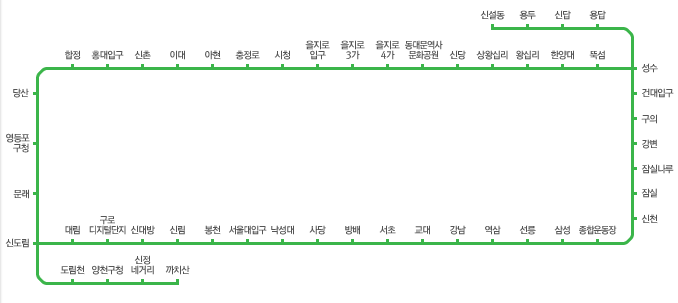 신설동 용두 신답 용답
합정 홍대입구 신촌 이대 아현 충정로 시청 을지로
입구 을지로
3가 을지로
4가 동대문역사
문화공원 신당 상왕십리 왕십리 한양대 뚝섬
성수
건대입구
구의
강변
잠실나루
잠실
신천
당산
영등포
구청
문래
신도림
대림 구로
디지털단지 신대방 신림 봉천 서울대입구 낙성대 사당 방배 서초 교대 강남 역삼 선릉 삼성 종합운동장
도림천 양천구청 신정
네거리 까치산